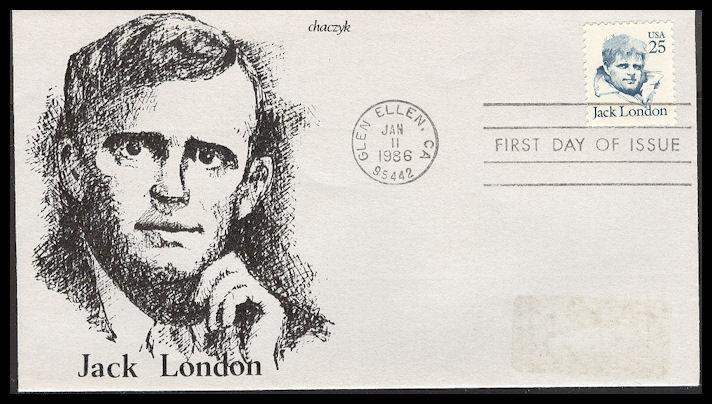 chaczyk
USA
25
Jack London
GLEN ELLEN, CA
JAN
11
1986
95442
FIRST DAY OF ISSUE
Jack London